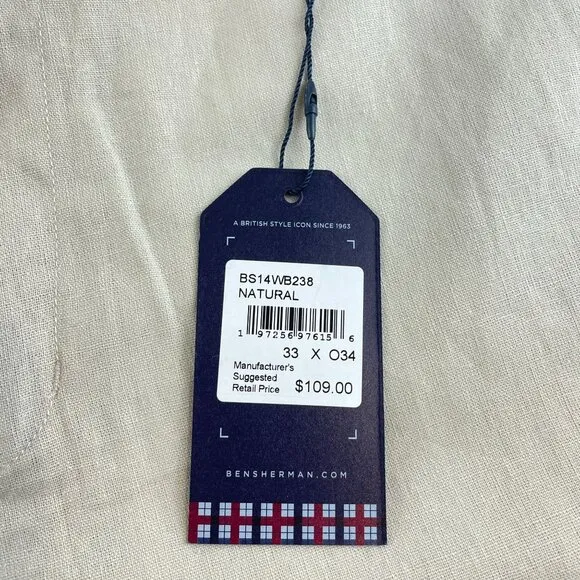 A BRITISH STYLE ICON SINCE 1963
BS14WB238
NATURAL
1 97256 97615 6
33 X O34
Manufacturer's
Suggested
Retail Price $109.00
BENSHERMAN.COM